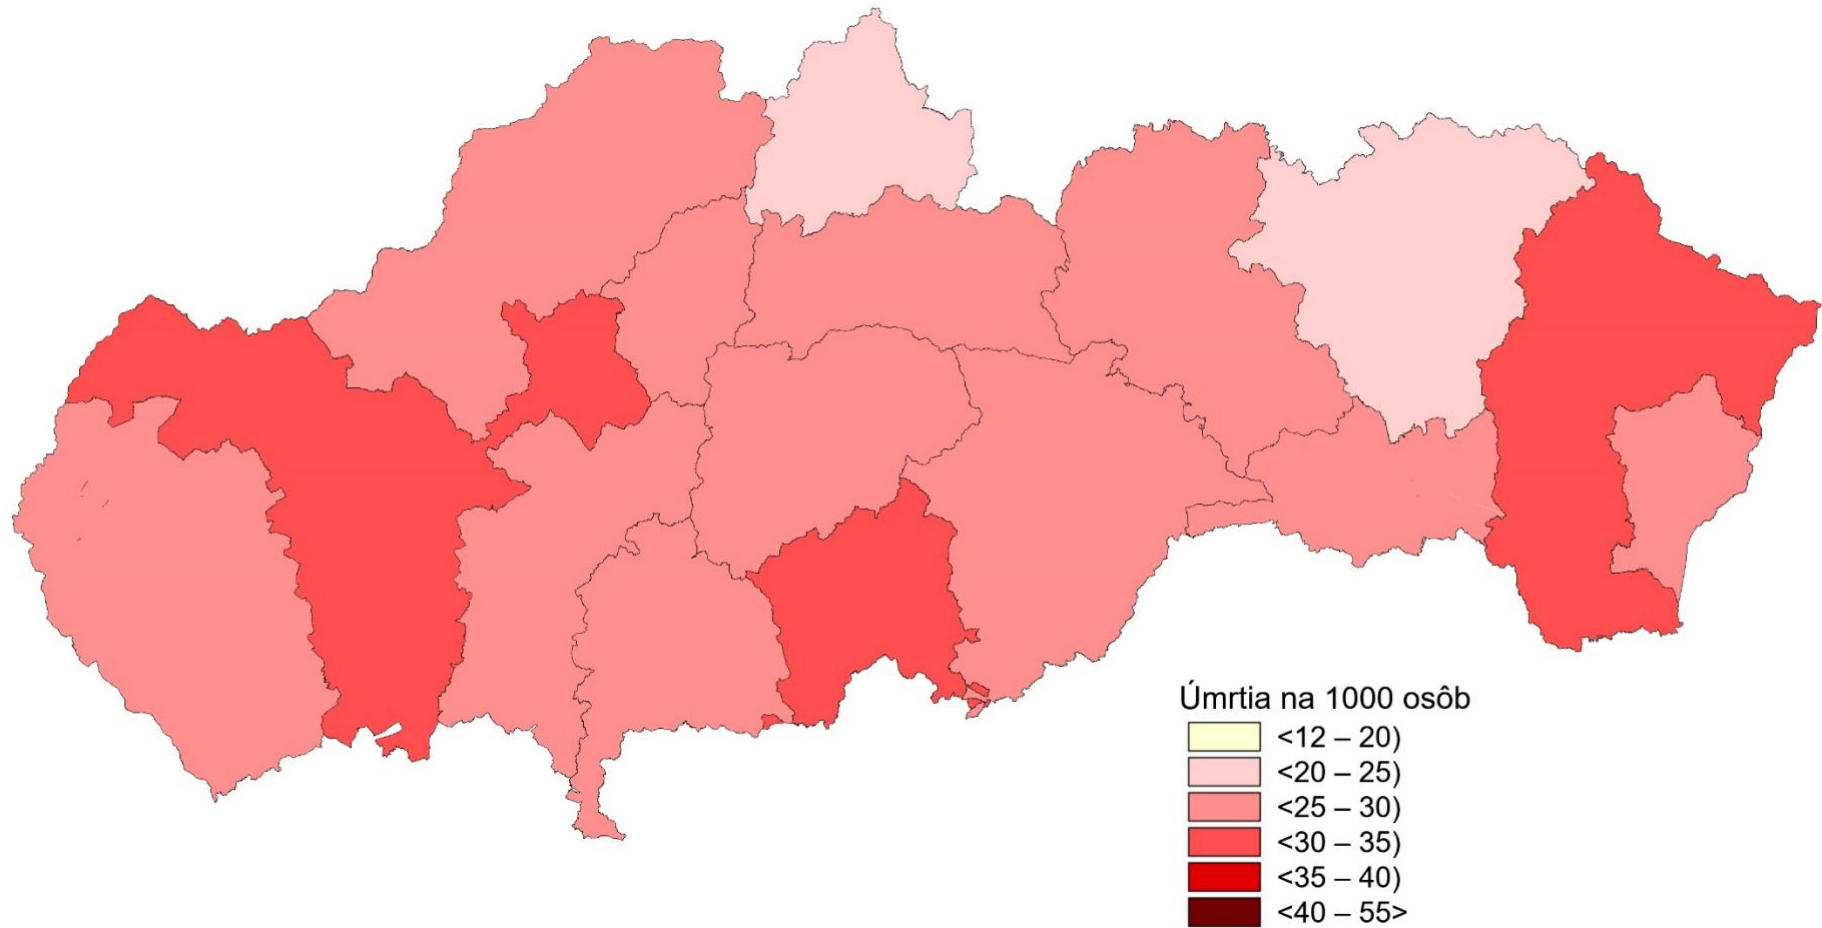 Úmrtia na 1000 osôb
<12 – 20)
<20 – 25)
<25 – 30)
<30 – 35)
<35 – 40)
<40 – 55>